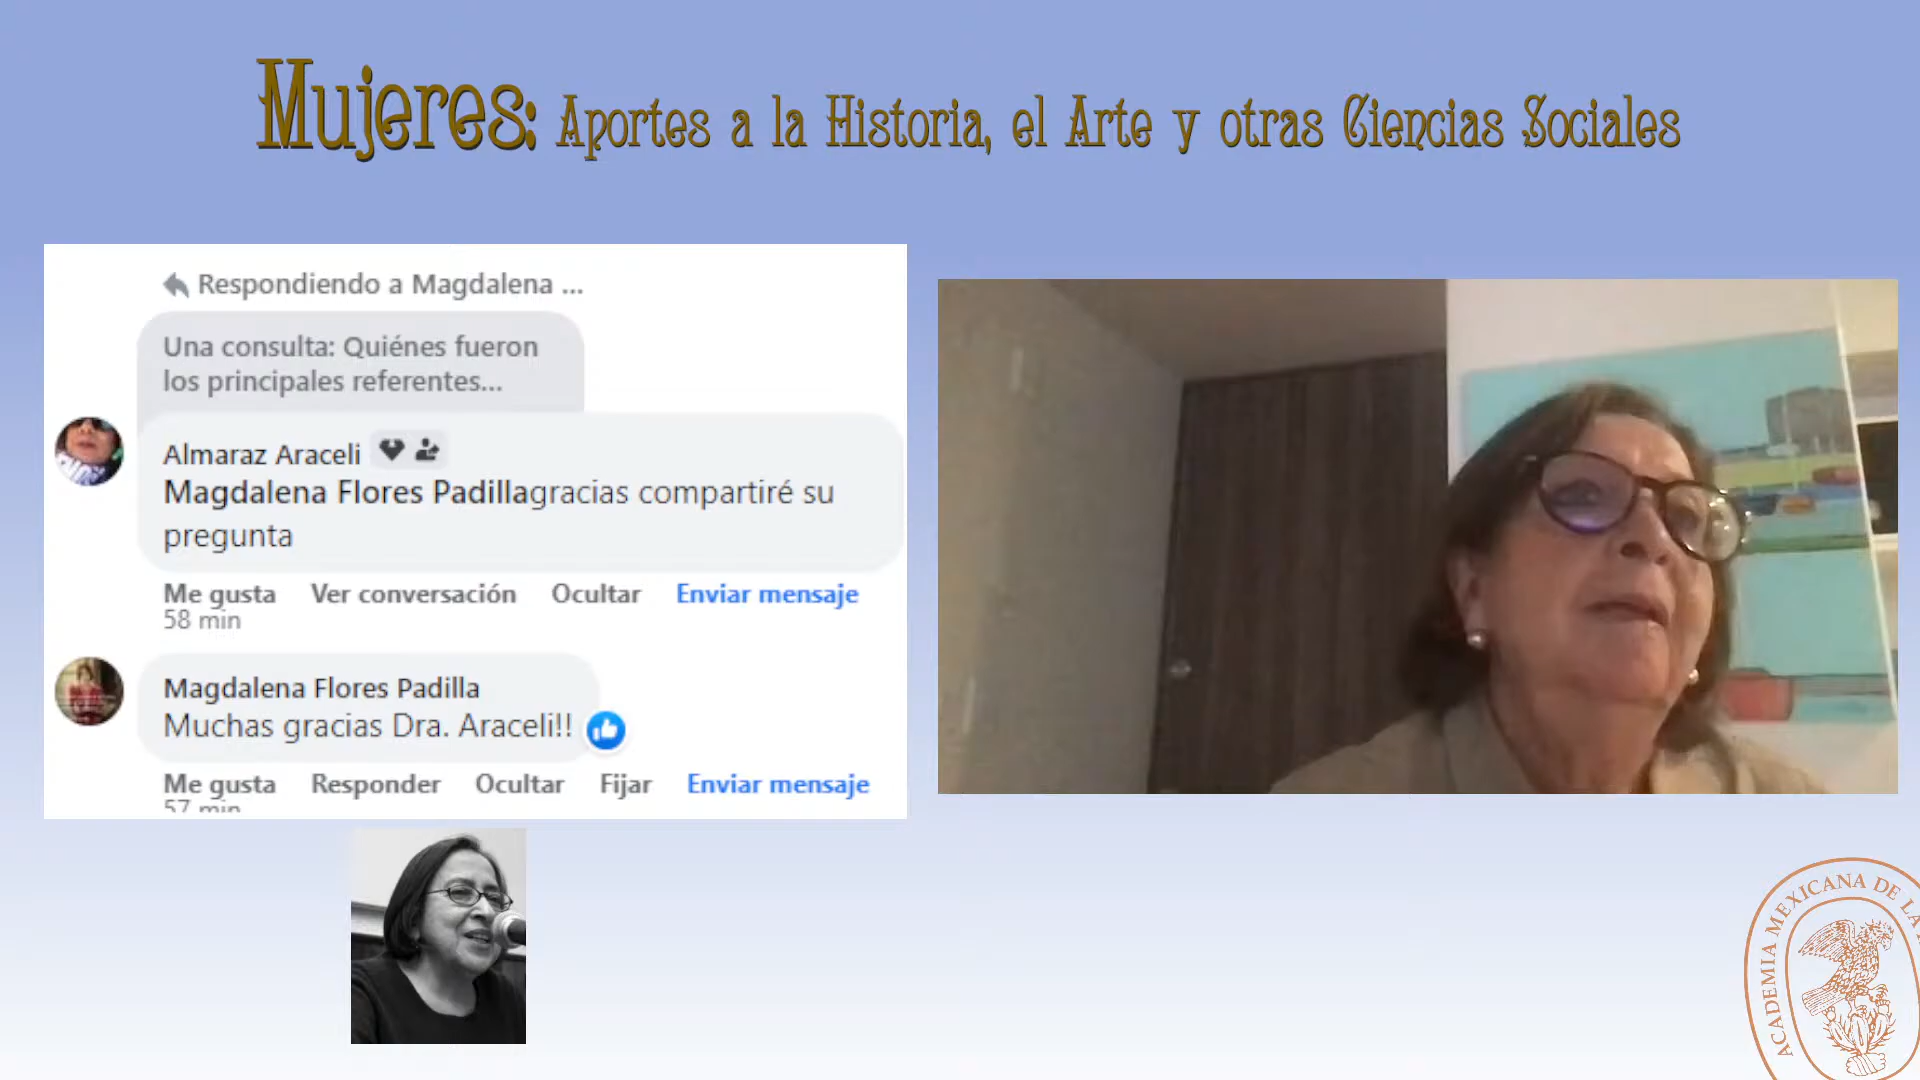 Mujeres: Aportes a la Historia, el Arte y otras Ciencias Sociales
Respondiendo a Magdalena ...
Una consulta: Quiénes fueron
los principales referentes...
Almaraz Araceli
Magdalena Flores Padillagracias compartiré su
pregunta
Me gusta Ver conversación Ocultar Enviar mensaje
58 min
Magdalena Flores Padilla
Muchas gracias Dra. Araceli!!
Me gusta Responder Ocultar Fijar Enviar mensaje
57 min
ACADEMIA MEXICANA DE LA